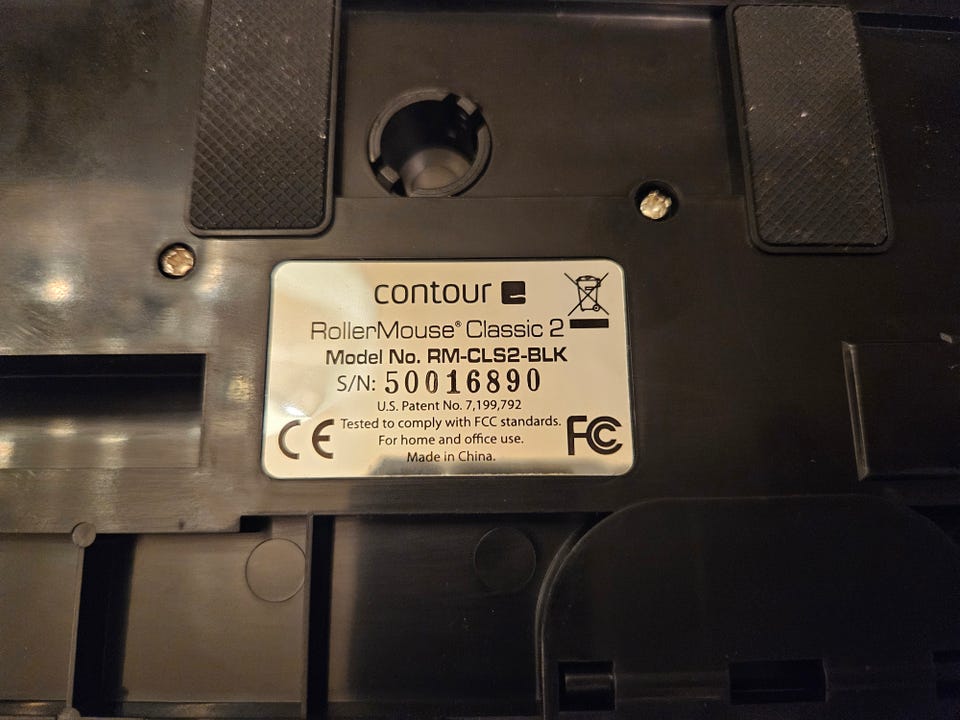 contour
RollerMouse® Classic 2
Model No. RM-CLS2-BLK
S/N: 50016890
U.S. Patent No. 7,199,792
Tested to comply with FCC standards.
For home and office use.
Made in China.
CE
FC